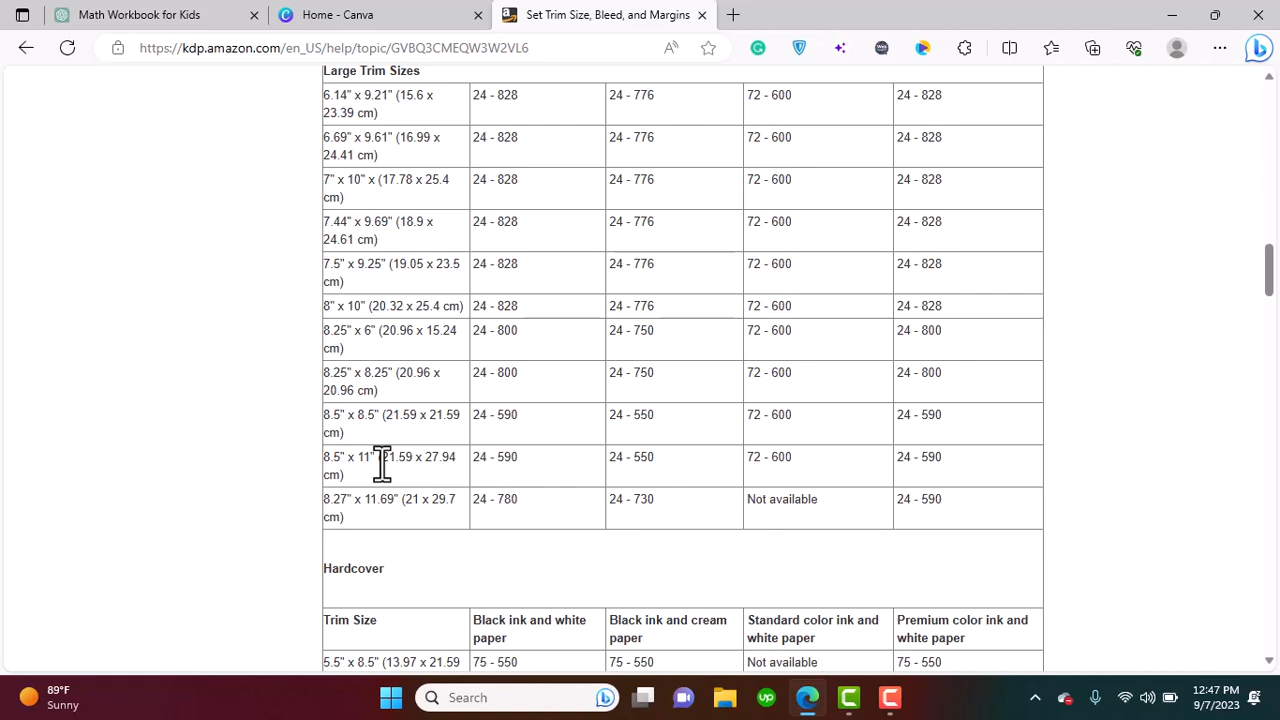 Math Workbook for Kids
Home - Canva
Set Trim Size, Bleed, and Margins
https://kdp.amazon.com/en_US/help/topic/GVBQ3CMEQW3W2VL6
Large Trim Sizes
6.14" x 9.21" (15.6 x 23.39 cm) 24 - 828 24 - 776 72 - 600 24 - 828
6.69" x 9.61" (16.99 x 24.41 cm) 24 - 828 24 - 776 72 - 600 24 - 828
7" x 10" x (17.78 x 25.4 cm) 24 - 828 24 - 776 72 - 600 24 - 828
7.44" x 9.69" (18.9 x 24.61 cm) 24 - 828 24 - 776 72 - 600 24 - 828
7.5" x 9.25" (19.05 x 23.5 cm) 24 - 828 24 - 776 72 - 600 24 - 828
8" x 10" (20.32 x 25.4 cm) 24 - 828 24 - 776 72 - 600 24 - 828
8.25" x 6" (20.96 x 15.24 cm) 24 - 800 24 - 750 72 - 600 24 - 800
8.25" x 8.25" (20.96 x 20.96 cm) 24 - 800 24 - 750 72 - 600 24 - 800
8.5" x 8.5" (21.59 x 21.59 cm) 24 - 590 24 - 550 72 - 600 24 - 590
8.5" x 11" (21.59 x 27.94 cm) 24 - 590 24 - 550 72 - 600 24 - 590
8.27" x 11.69" (21 x 29.7 cm) 24 - 780 24 - 730 Not available 24 - 590
Hardcover
Trim Size Black ink and white paper Black ink and cream paper Standard color ink and white paper Premium color ink and white paper
5.5" x 8.5" (13.97 x 21.59 75 - 550 75 - 550 Not available 75 - 550
89°F
Sunny
Search
12:47 PM
9/7/2023